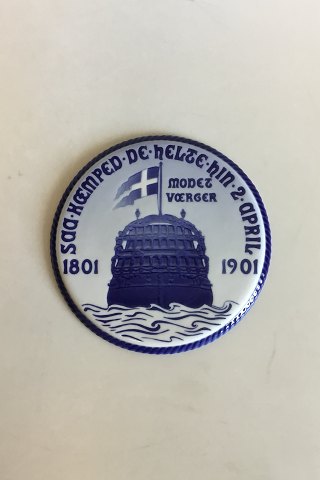 SAA·KÆMPED·DE·HELTE·HIN·2·APRIL
MODET
VÆRGER
1801 1901